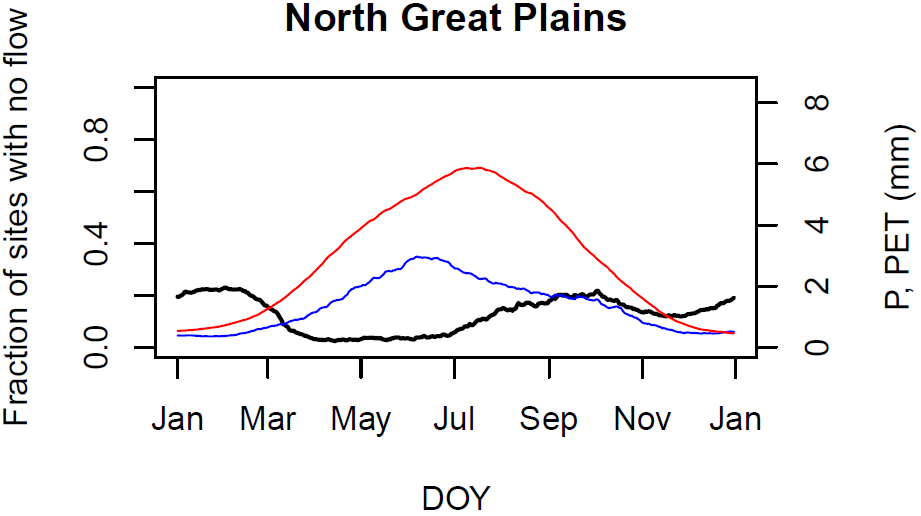 North Great Plains
Fraction of sites with no flow
0.8
0.4
0.0
8
6
4
2
0
P, PET (mm)
Jan Mar May Jul Sep Nov Jan
DOY